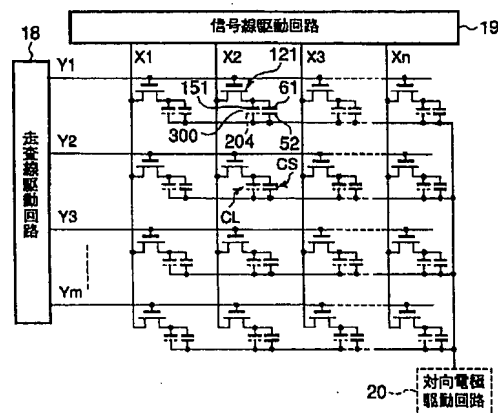 信号線駆動回路
19
18
X1 X2 X3 Xn
121
Y1
151
61
300
204
52
走査線駆動回路
Y2
CS
CL
Y3
Ym
20
対向電極
駆動回路